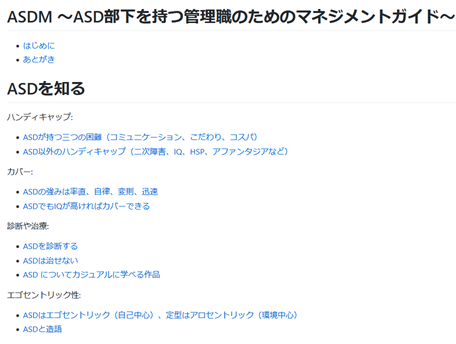 ASDM ～ASD部下を持つ管理職のためのマネジメントガイド～
はじめに
あとがき
ASDを知る
ハンディキャップ:
ASDが持つ三つの困難（コミュニケーション、こだわり、コスパ）
ASD以外のハンディキャップ（二次障害、IQ、HSP、アファンタジアなど）
カバー:
ASDの強みは率直、自律、変則、迅速
ASDでもIQが高ければカバーできる
診断や治療:
ASDを診断する
ASDは治せない
ASD についてカジュアルに学べる作品
エゴセントリック性:
ASDはエゴセントリック（自己中心）、定型はアロセントリック（環境中心）
ASDと造語